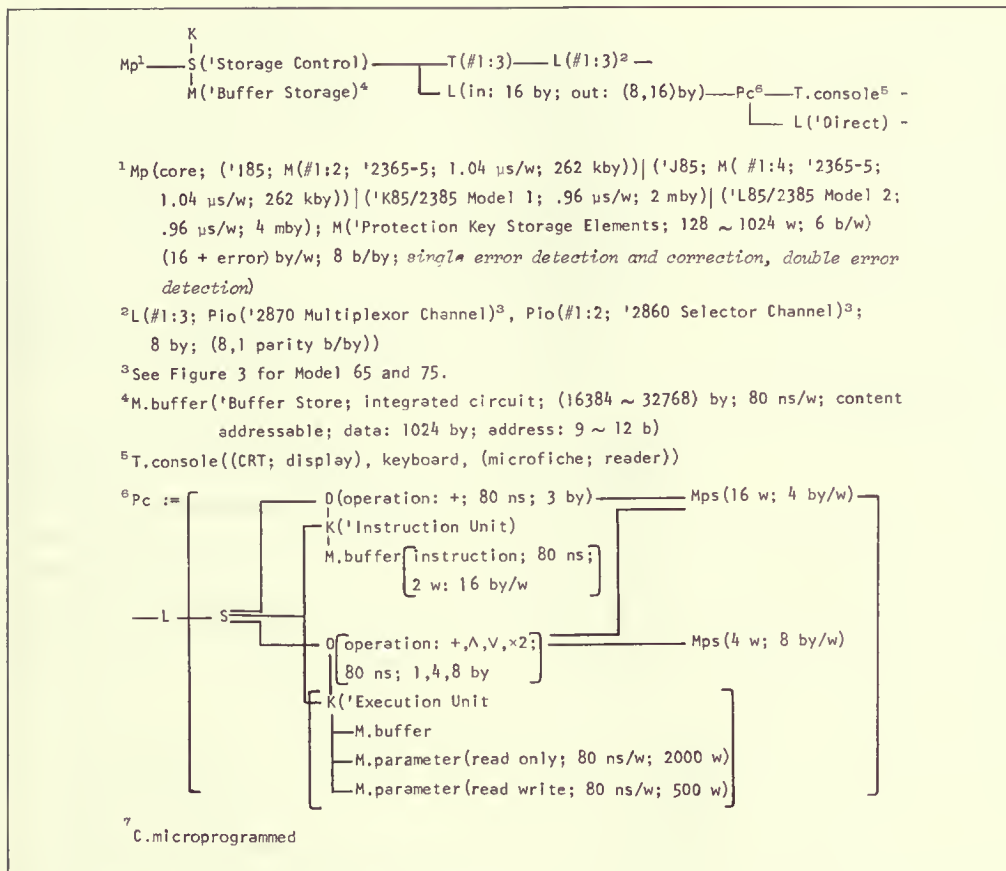 K
Mp¹ S('Storage Control) T(#1:3) L(#1:3)² —
M('Buffer Storage)⁴ L(in: 16 by; out: (8,16)by) Pc⁶ T.console⁵ -
L('Direct) -
¹Mp(core; ('I85; M(#1:2; '2365-5; 1.04 µs/w; 262 kby))|('J85; M( #1:4; '2365-5;
1.04 µs/w; 262 kby))|('K85/2385 Model 1; .96 µs/w; 2 mby)|('L85/2385 Model 2;
.96 µs/w; 4 mby); M('Protection Key Storage Elements; 128 ~ 1024 w; 6 b/w)
(16 + error) by/w; 8 b/by; single error detection and correction, double error
detection)
²L(#1:3; Pio('2870 Multiplexor Channel)³, Pio(#1:2; '2860 Selector Channel)³;
8 by; (8,1 parity b/by))
³See Figure 3 for Model 65 and 75.
⁴M.buffer('Buffer Store; integrated circuit; (16384 ~ 32768) by; 80 ns/w; content
addressable; data: 1024 by; address: 9 ~ 12 b)
⁵T.console((CRT; display), keyboard, (microfiche; reader))
⁶Pc := D(operation: +; 80 ns; 3 by) Mps(16 w; 4 by/w)
K('Instruction Unit)
M.buffer[instruction; 80 ns;
2 w: 16 by/w]
— L — S
D[operation: +,∧,∨,×2; Mps(4 w; 8 by/w)
80 ns; 1,4,8 by]
K('Execution Unit
M.buffer
M.parameter(read only; 80 ns/w; 2000 w)
M.parameter(read write; 80 ns/w; 500 w)
⁷C.microprogrammed